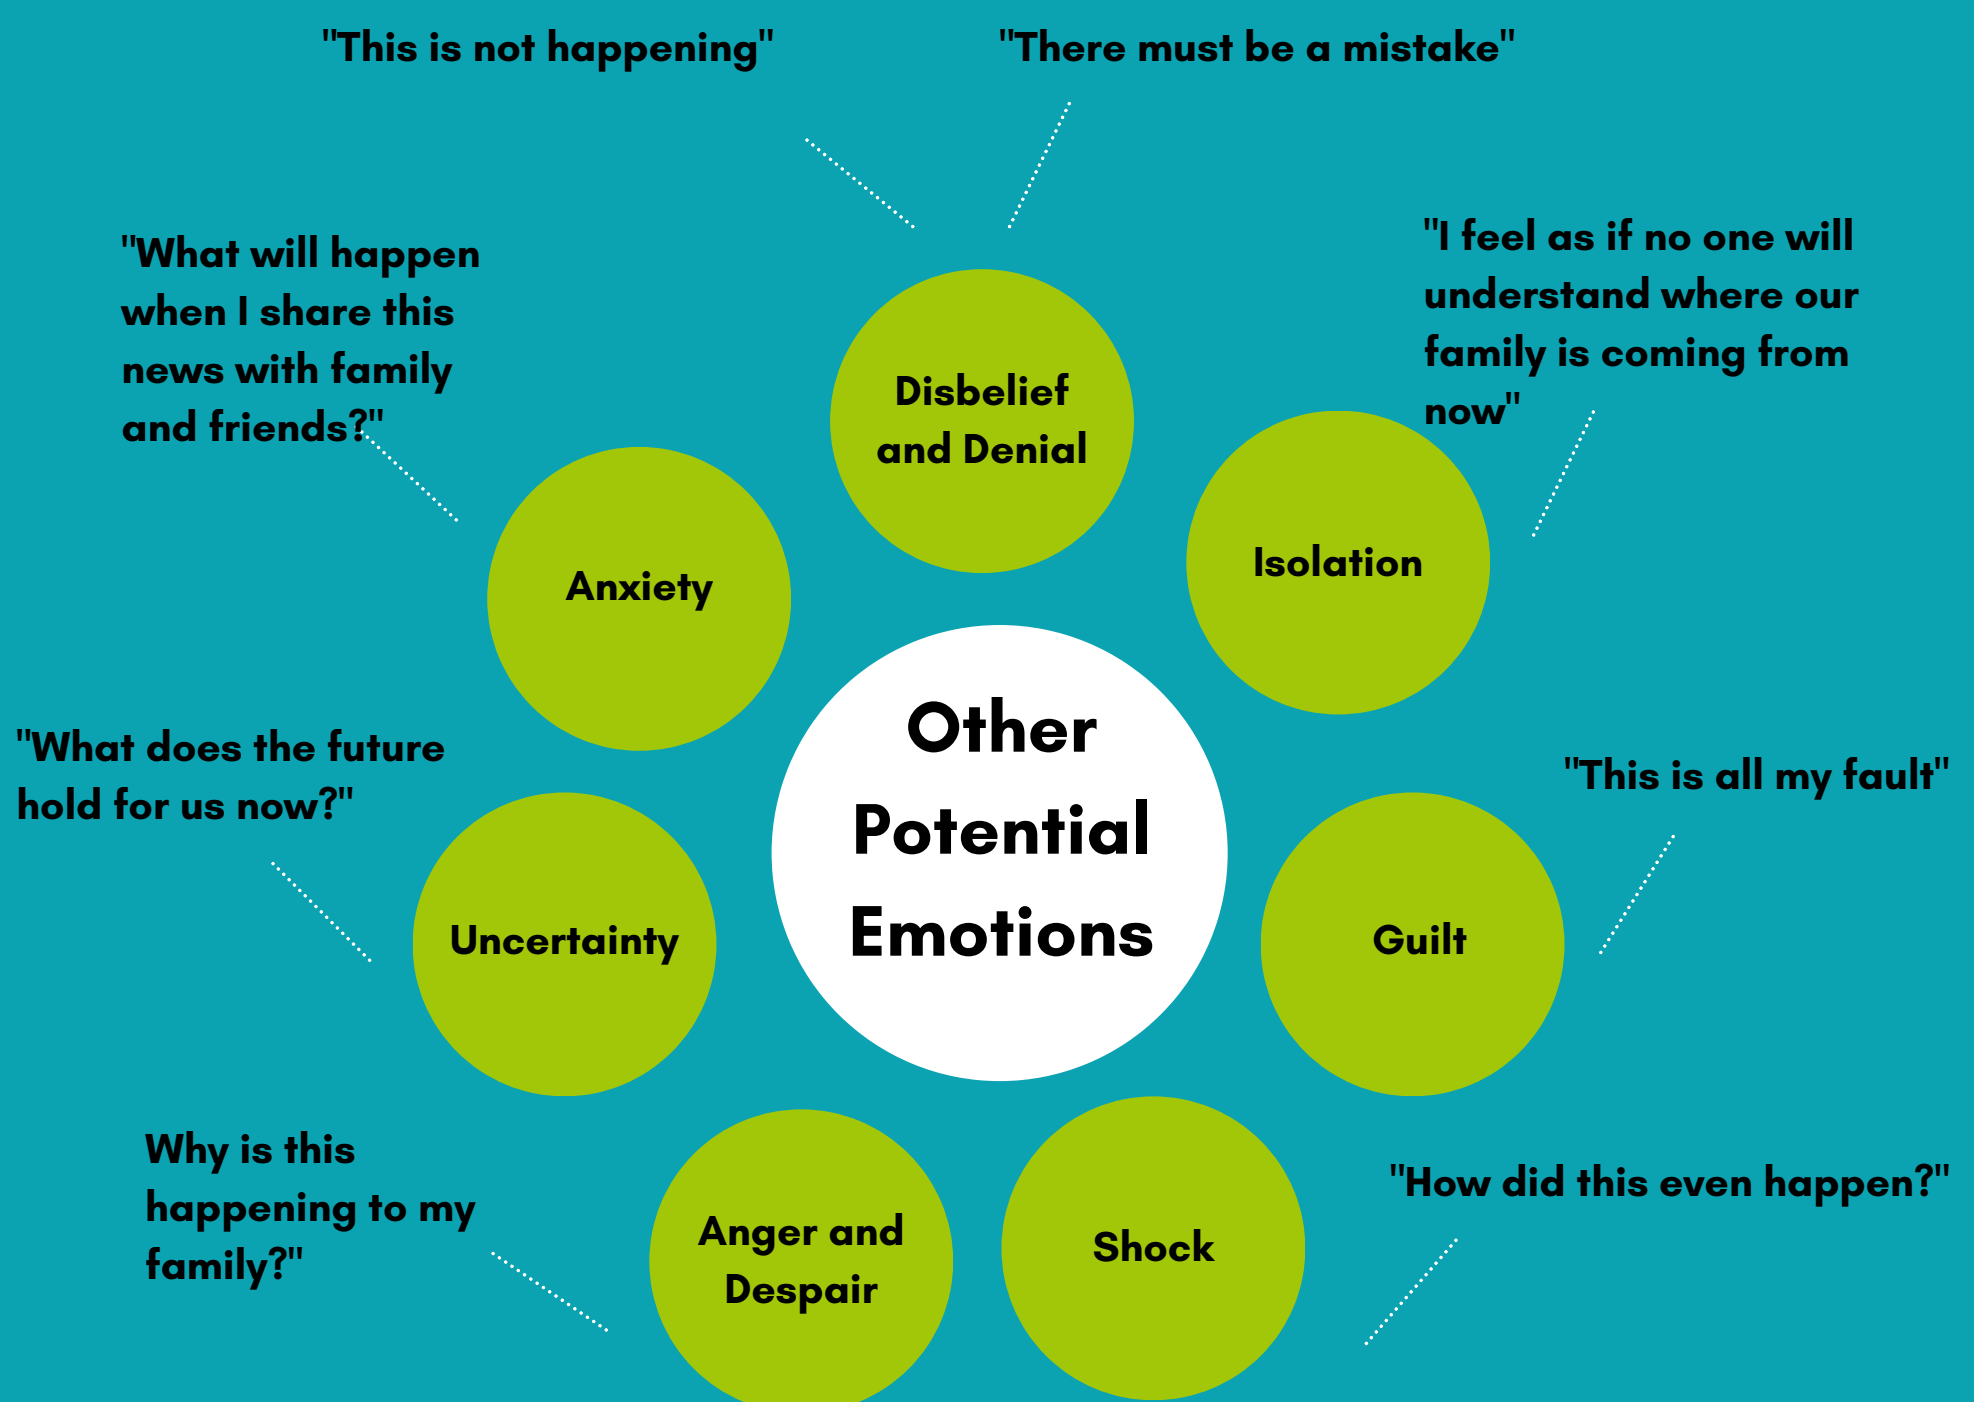 "This is not happening"
"There must be a mistake"
"What will happen
when I share this
news with family
and friends?"
"I feel as if no one will
understand where our
family is coming from
now"
Disbelief
and Denial
Anxiety
Isolation
Other
Potential
Emotions
"What does the future
hold for us now?"
"This is all my fault"
Uncertainty
Guilt
Why is this
happening to my
family?"
"How did this even happen?"
Anger and
Despair
Shock